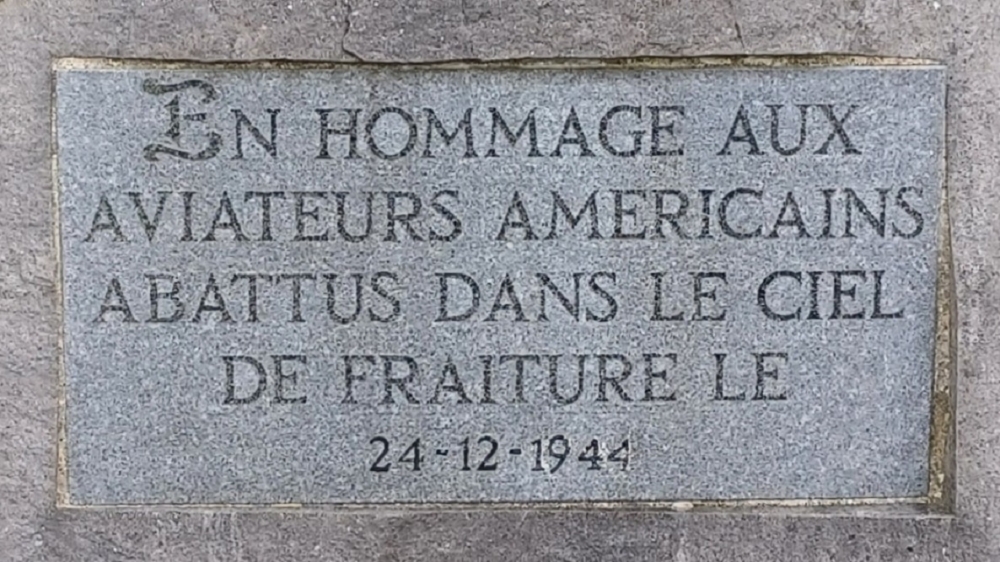 EN HOMMAGE AUX
AVIATEURS AMERICAINS
ABATTUS DANS LE CIEL
DE FRAITURE LE
24-12-1944